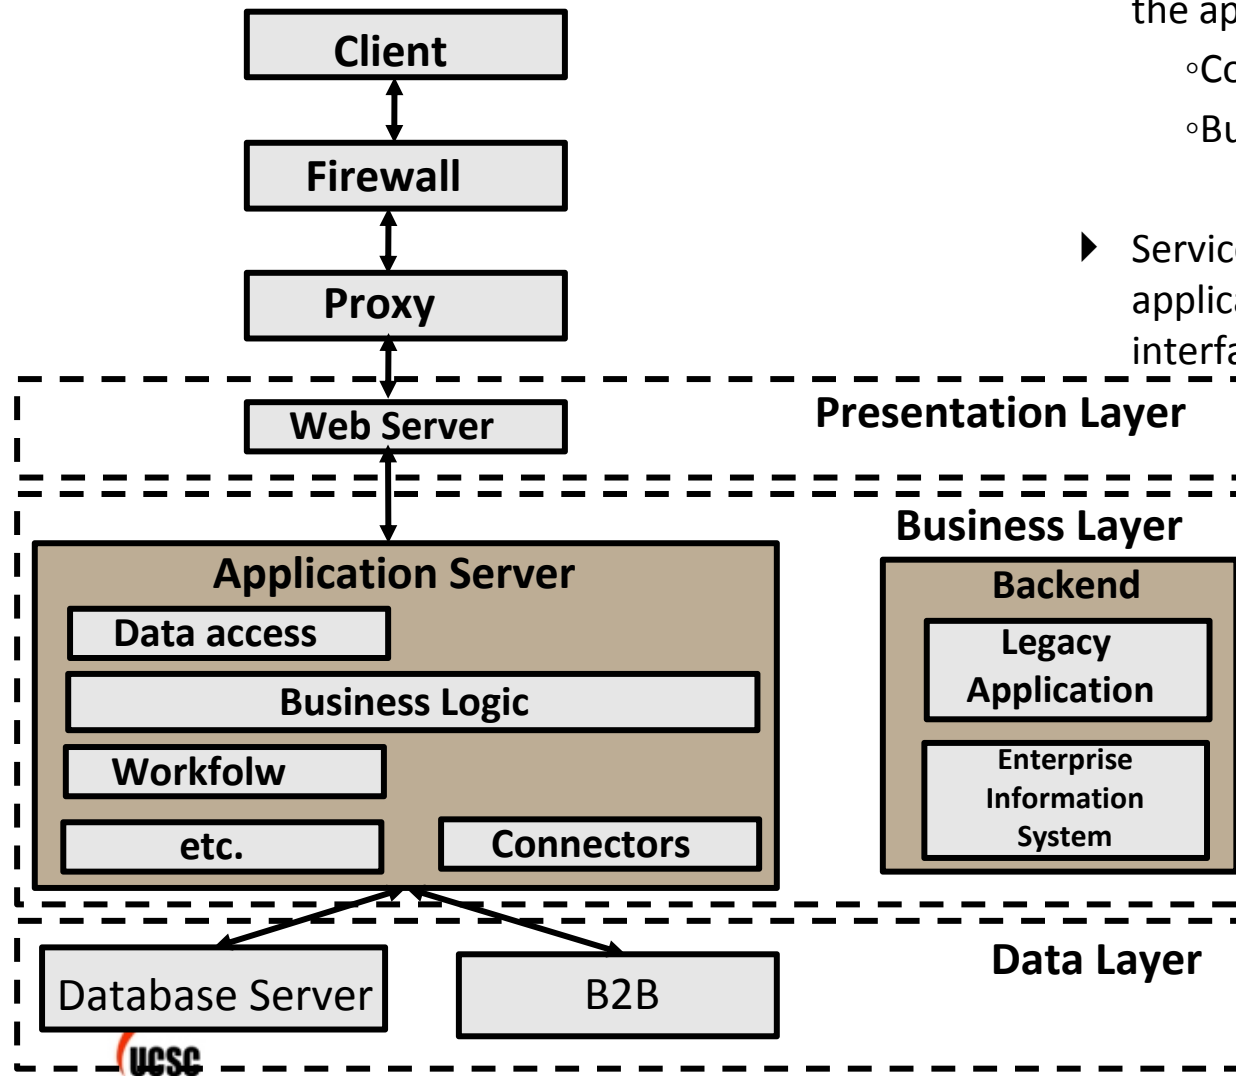 Client
Firewall
Proxy
Web Server
Presentation Layer
Business Layer
Application Server
Data access
Business Logic
Workfolw
etc.
Connectors
Backend
Legacy
Application
Enterprise
Information
System
Database Server
B2B
Data Layer
UCSC
the ap
◦Co
◦Bu
Servic
applica
interfa